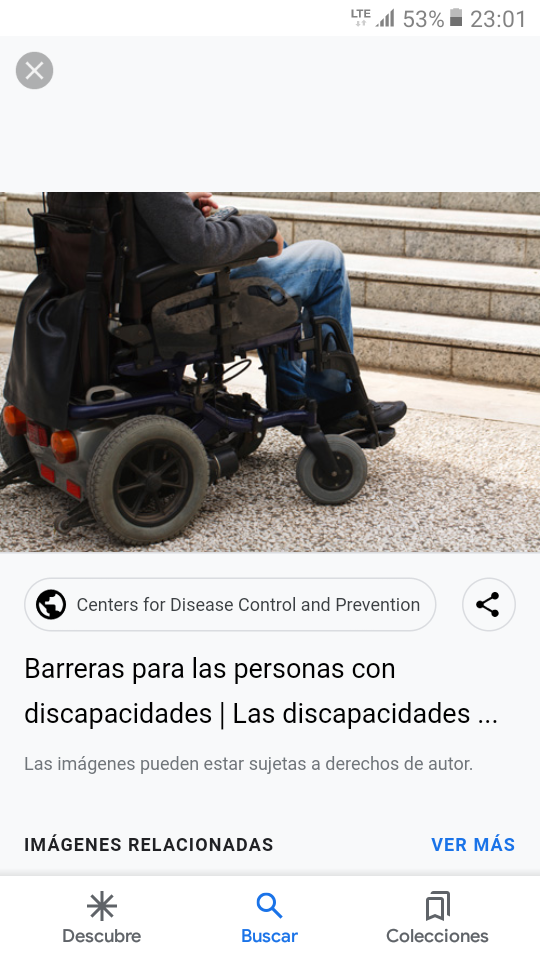 LTE 53% 23:01
Centers for Disease Control and Prevention
Barreras para las personas con
discapacidades | Las discapacidades ...
Las imágenes pueden estar sujetas a derechos de autor.
IMÁGENES RELACIONADAS VER MÁS
Descubre Buscar Colecciones